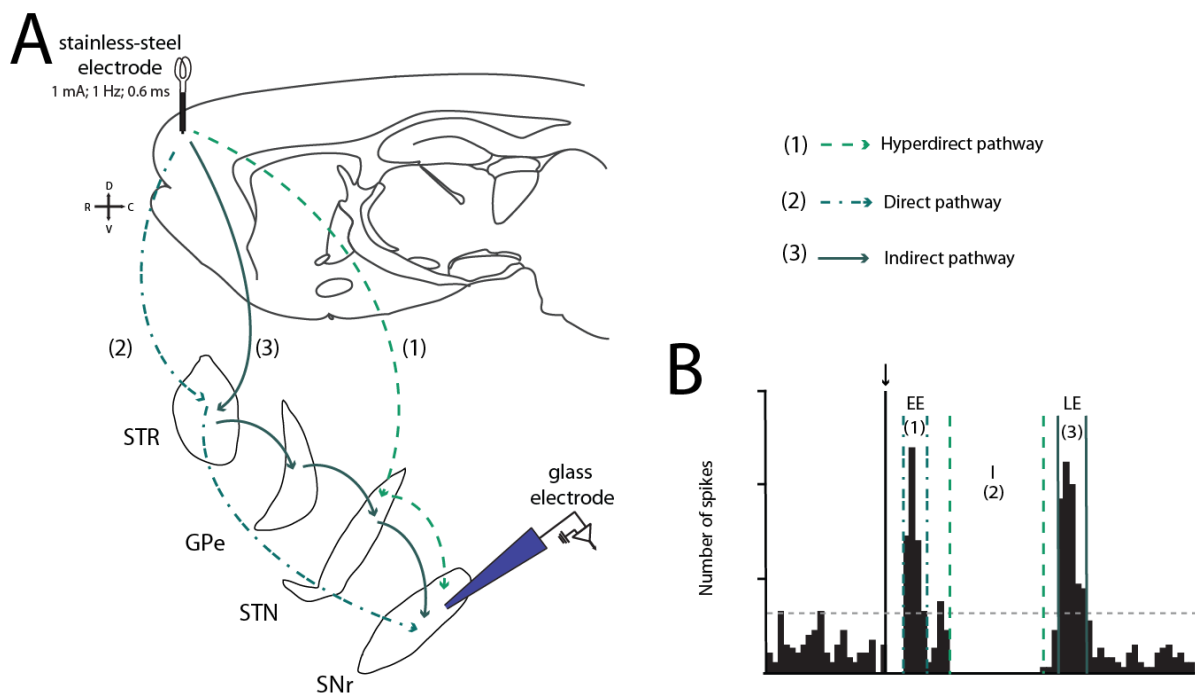 A
stainless-steel
electrode
1 mA; 1 Hz; 0.6 ms
D
R
C
V
(2)
(3)
(1)
STR
GPe
STN
SNr
glass
electrode
(1) Hyperdirect pathway
(2) Direct pathway
(3) Indirect pathway
B
Number of spikes
EE
(1)
I
(2)
LE
(3)